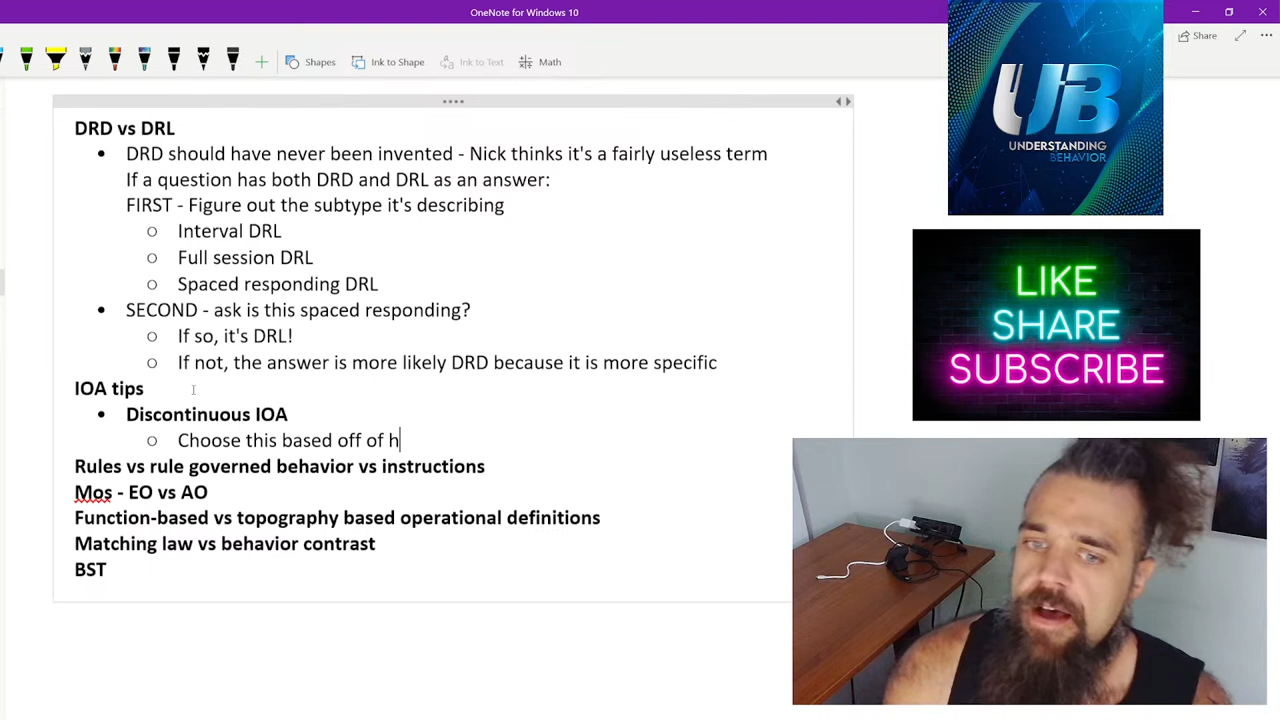 OneNote for Windows 10
Shapes
Ink to Shape
Ink to Text
Math
Share
DRD vs DRL
• DRD should have never been invented - Nick thinks it's a fairly useless term
If a question has both DRD and DRL as an answer:
FIRST - Figure out the subtype it's describing
○ Interval DRL
○ Full session DRL
○ Spaced responding DRL
• SECOND - ask is this spaced responding?
○ If so, it's DRL!
○ If not, the answer is more likely DRD because it is more specific
IOA tips
• Discontinuous IOA
○ Choose this based off of h
Rules vs rule governed behavior vs instructions
Mos - EO vs AO
Function-based vs topography based operational definitions
Matching law vs behavior contrast
BST
UB
UNDERSTANDING
BEHAVIOR
LIKE
SHARE
SUBSCRIBE